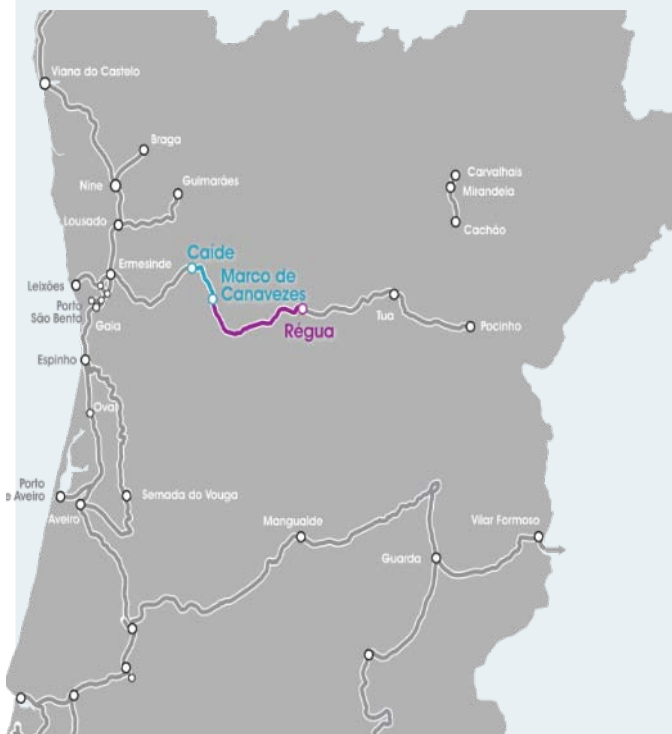 Viana do Castelo
Braga
Nine
Guimarães
Carvalhais
Mirandela
Cachão
Lousado
Caíde
Ermesinde
Marco de
Canavezes
Leixões
Porto
São Bento
Gaia
Régua
Tua
Pocinho
Espinho
Ovar
Porto
e Aveiro
Sernada do Vouga
Aveiro
Mangualde
Vilar Formoso
Guarda